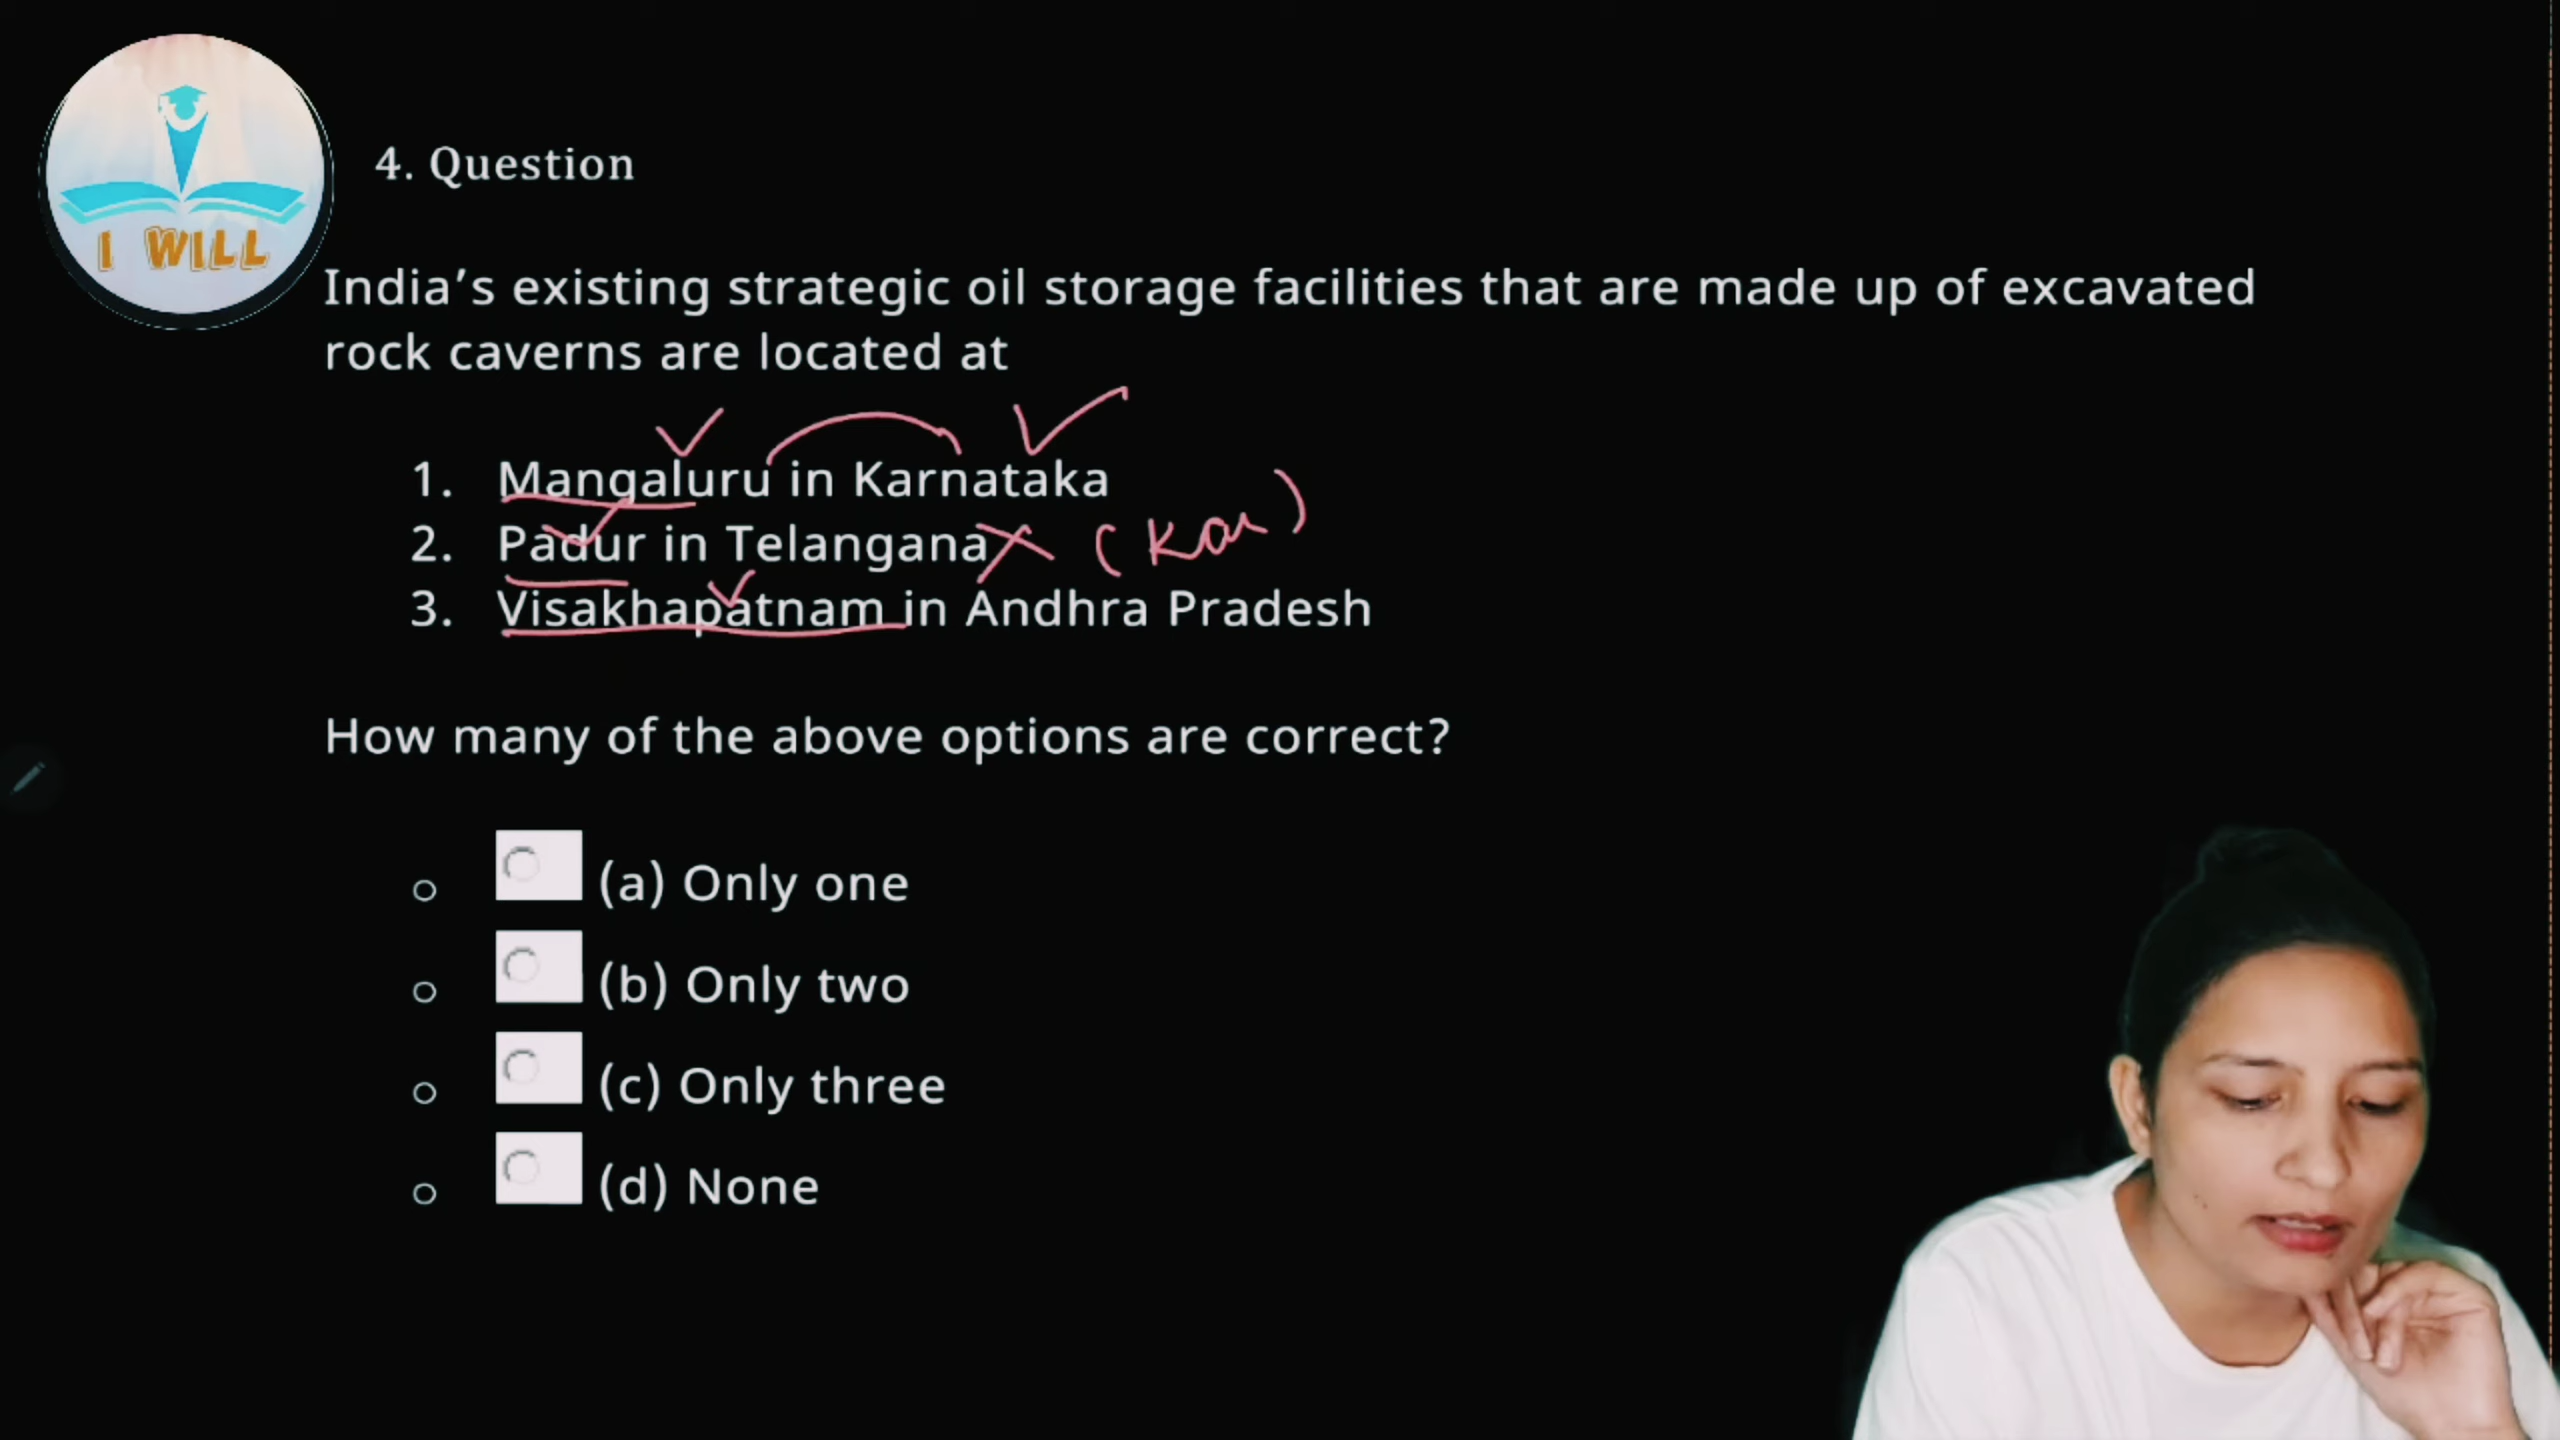 I WILL
4. Question
India’s existing strategic oil storage facilities that are made up of excavated
rock caverns are located at
1. Mangaluru in Karnataka
2. Padur in Telangana (Kar)
3. Visakhapatnam in Andhra Pradesh
How many of the above options are correct?
(a) Only one
(b) Only two
(c) Only three
(d) None